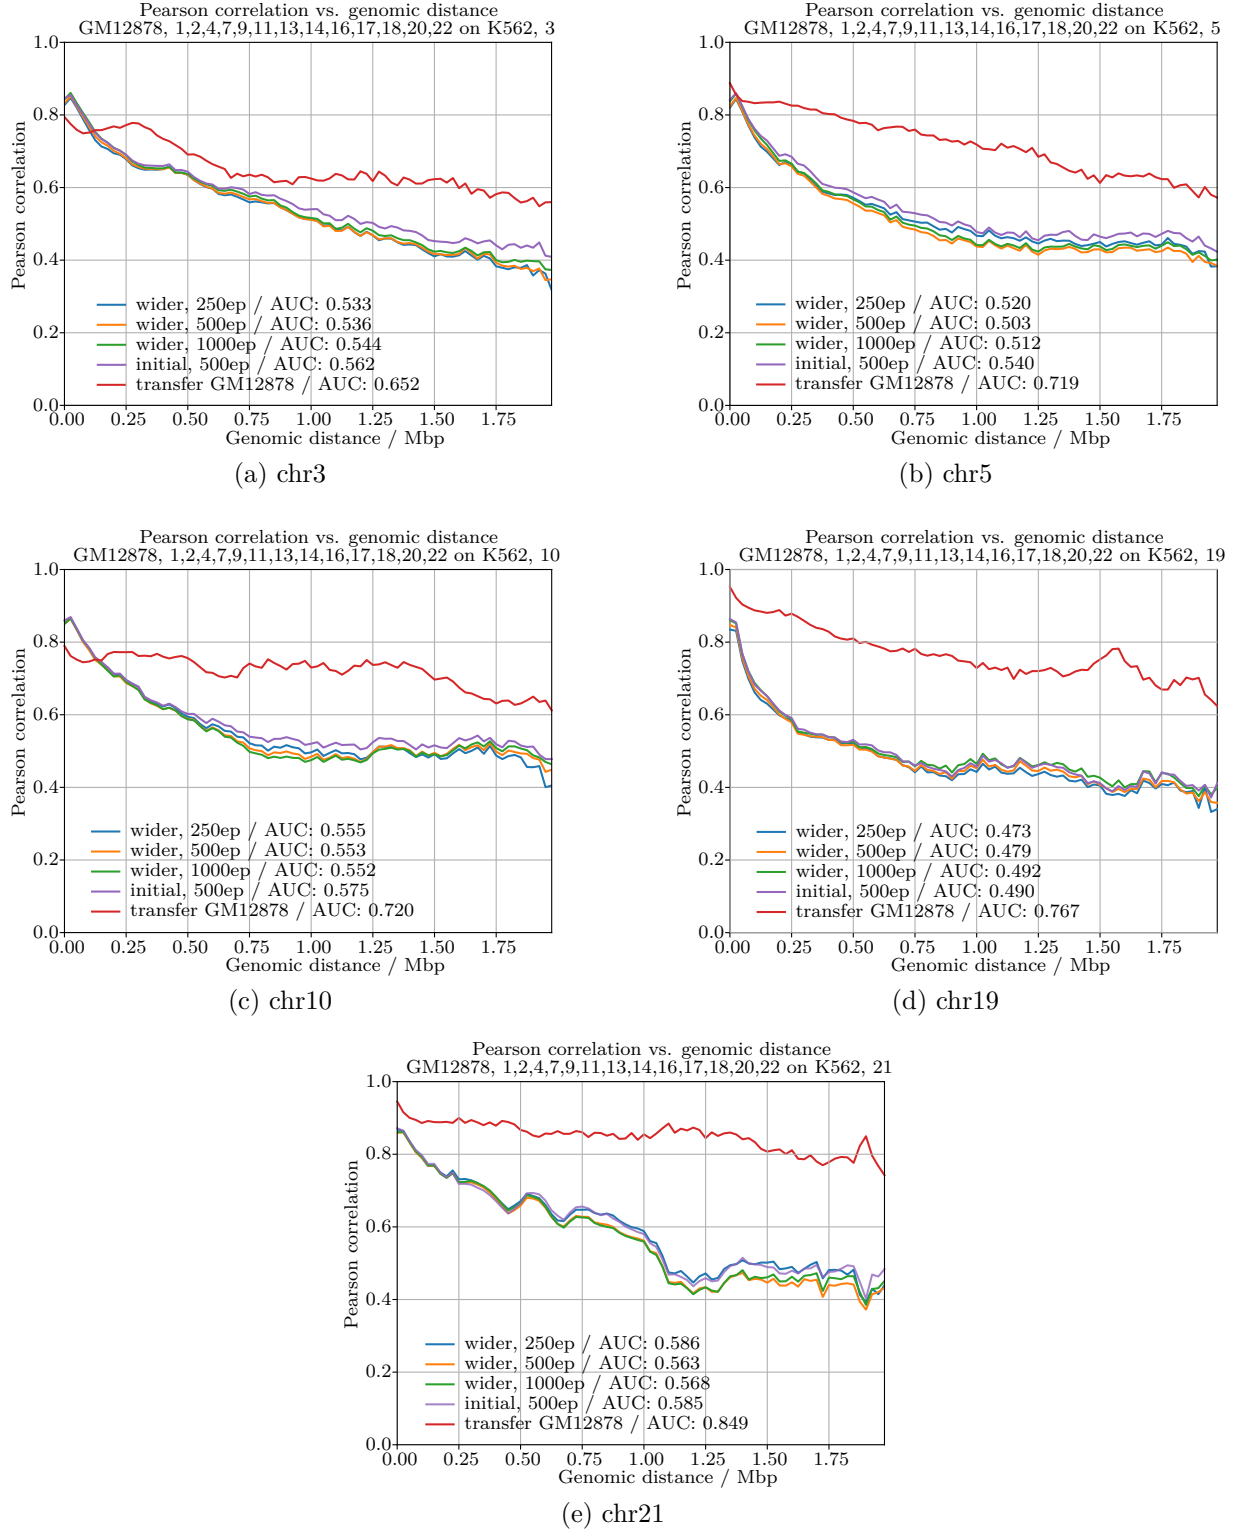 Pearson correlation vs. genomic distance
GM12878, 1,2,4,7,9,11,13,14,16,17,18,20,22 on K562, 3
1.0
0.8
0.6
0.4
0.2
0.0
Pearson correlation
wider, 250ep / AUC: 0.533
wider, 500ep / AUC: 0.536
wider, 1000ep / AUC: 0.544
initial, 500ep / AUC: 0.562
transfer GM12878 / AUC: 0.652
0.00 0.25 0.50 0.75 1.00 1.25 1.50 1.75
Genomic distance / Mbp
(a) chr3
Pearson correlation vs. genomic distance
GM12878, 1,2,4,7,9,11,13,14,16,17,18,20,22 on K562, 5
1.0
0.8
0.6
0.4
0.2
0.0
Pearson correlation
wider, 250ep / AUC: 0.520
wider, 500ep / AUC: 0.503
wider, 1000ep / AUC: 0.512
initial, 500ep / AUC: 0.540
transfer GM12878 / AUC: 0.719
0.00 0.25 0.50 0.75 1.00 1.25 1.50 1.75
Genomic distance / Mbp
(b) chr5
Pearson correlation vs. genomic distance
GM12878, 1,2,4,7,9,11,13,14,16,17,18,20,22 on K562, 10
1.0
0.8
0.6
0.4
0.2
0.0
Pearson correlation
wider, 250ep / AUC: 0.555
wider, 500ep / AUC: 0.553
wider, 1000ep / AUC: 0.552
initial, 500ep / AUC: 0.575
transfer GM12878 / AUC: 0.720
0.00 0.25 0.50 0.75 1.00 1.25 1.50 1.75
Genomic distance / Mbp
(c) chr10
Pearson correlation vs. genomic distance
GM12878, 1,2,4,7,9,11,13,14,16,17,18,20,22 on K562, 19
1.0
0.8
0.6
0.4
0.2
0.0
Pearson correlation
wider, 250ep / AUC: 0.473
wider, 500ep / AUC: 0.479
wider, 1000ep / AUC: 0.492
initial, 500ep / AUC: 0.490
transfer GM12878 / AUC: 0.767
0.00 0.25 0.50 0.75 1.00 1.25 1.50 1.75
Genomic distance / Mbp
(d) chr19
Pearson correlation vs. genomic distance
GM12878, 1,2,4,7,9,11,13,14,16,17,18,20,22 on K562, 21
1.0
0.8
0.6
0.4
0.2
0.0
Pearson correlation
wider, 250ep / AUC: 0.586
wider, 500ep / AUC: 0.563
wider, 1000ep / AUC: 0.568
initial, 500ep / AUC: 0.585
transfer GM12878 / AUC: 0.849
0.00 0.25 0.50 0.75 1.00 1.25 1.50 1.75
Genomic distance / Mbp
(e) chr21